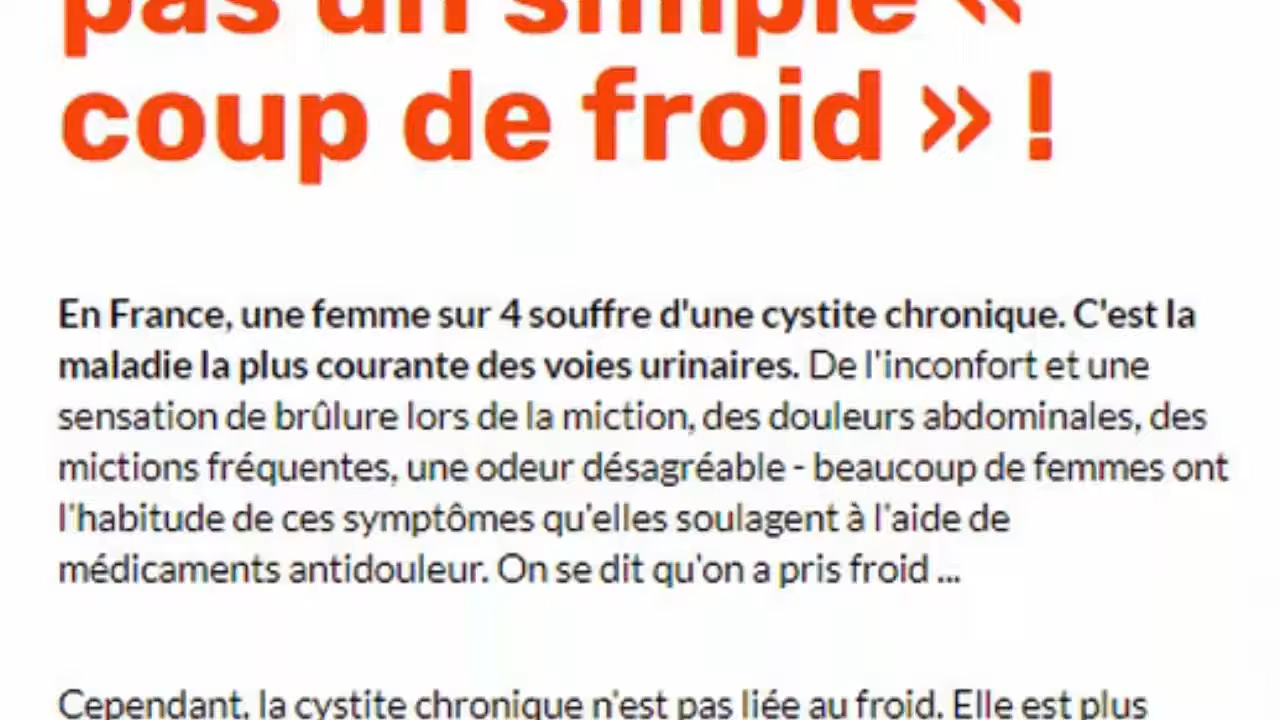 pas un simple «
coup de froid » !
En France, une femme sur 4 souffre d'une cystite chronique. C'est la
maladie la plus courante des voies urinaires. De l'inconfort et une
sensation de brûlure lors de la miction, des douleurs abdominales, des
mictions fréquentes, une odeur désagréable - beaucoup de femmes ont
l'habitude de ces symptômes qu'elles soulagent à l'aide de
médicaments antidouleur. On se dit qu'on a pris froid ...
Cependant, la cystite chronique n'est pas liée au froid. Elle est plus